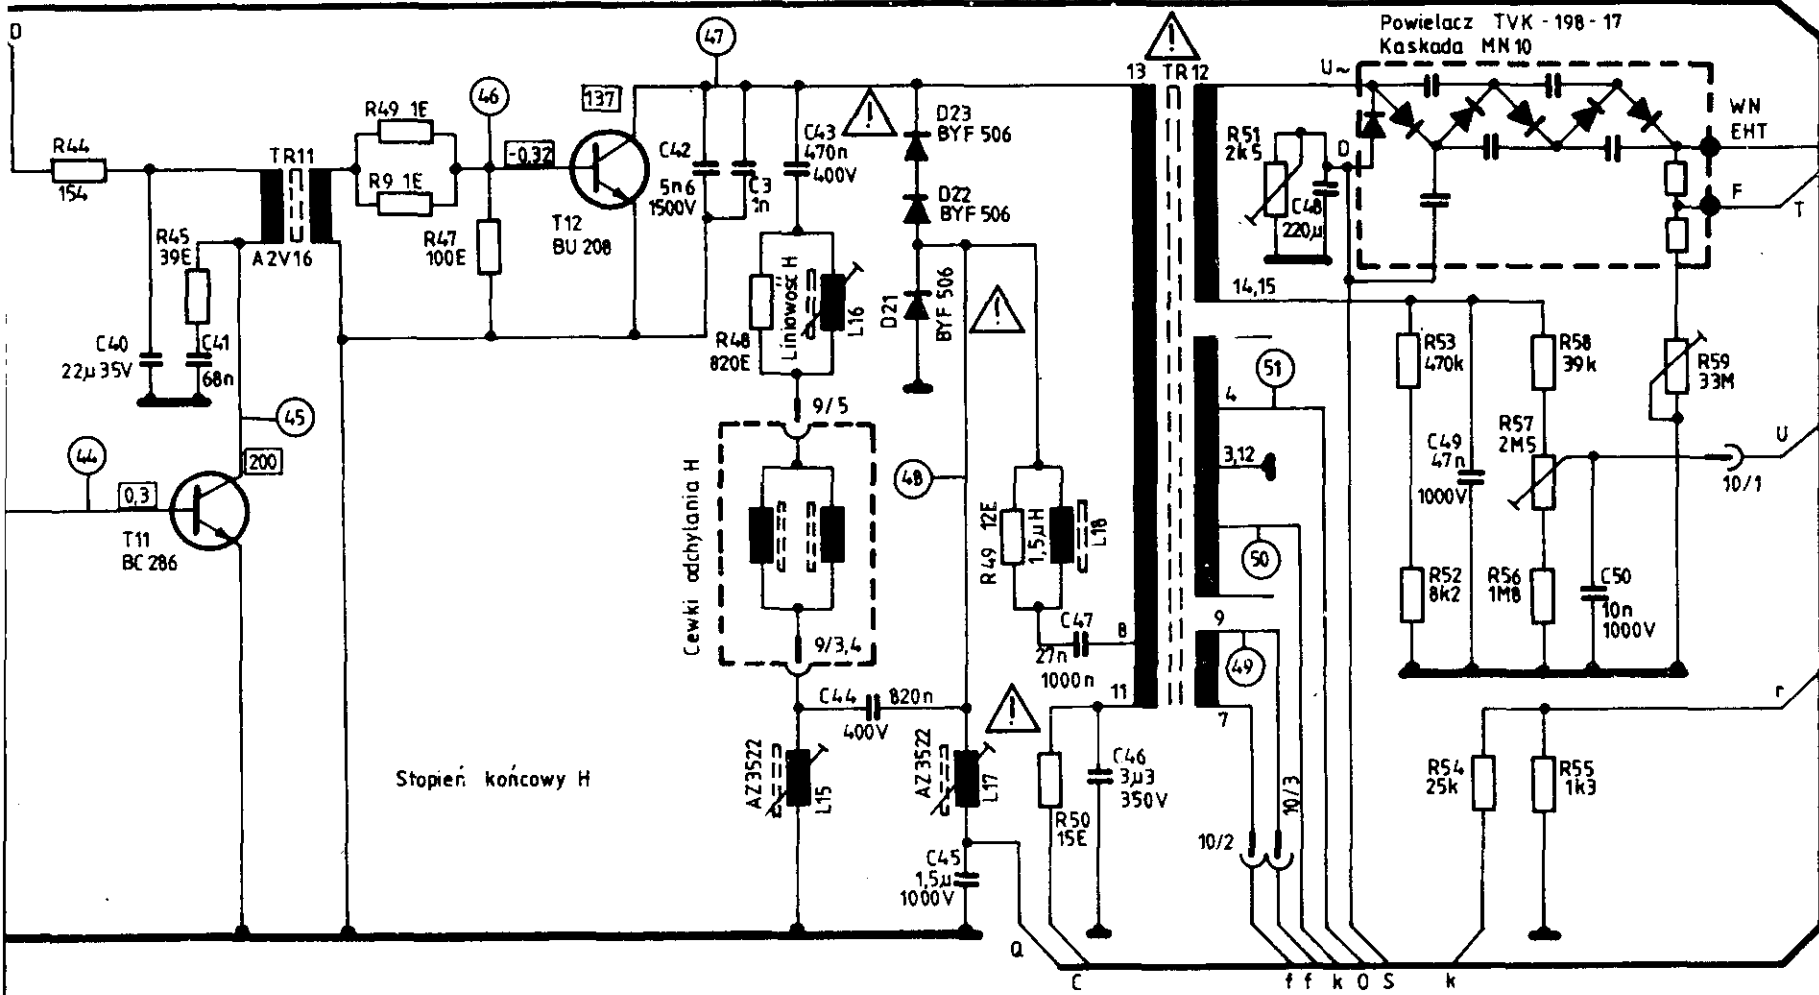 D
47
Powielacz TVK - 198 - 17
Kaskada MN 10
13 TR 12
U~
46
137
R49 1E
R44
154
TR11
-0,32
R9 1E
C42
5n6
1500V
C3
1n
C43
470n
400V
D23
BYF 506
D22
BYF 506
R51
2k5
D
C48
220µ
WN
EHT
F
T
R45
39E
A2V16
R47
100E
T12
BU 208
Liniowość H
L16
R48
820E
D21
BYF 506
14,15
C40
22µ 35V
C41
68n
9/5
51
4
R53
470k
R58
39k
R59
33M
45
44
0,3
200
T11
BC 286
Cewki odchylania H
48
R49 12E
1,5µH
L18
3,12
50
C49
47n
1000V
R57
2M5
U
10/1
R52
8k2
R56
1M8
C50
10n
1000V
9/3,4
C47
27n
1000n
8
11
9
49
7
C44 820n
400V
r
Stopień końcowy H
AZ3522
L15
AZ3522
L17
C46
3µ3
350V
R50
15E
10/2
10/3
R54
25k
R55
1k3
C45
1,5µ
1000V
Q
C
f f k O S k